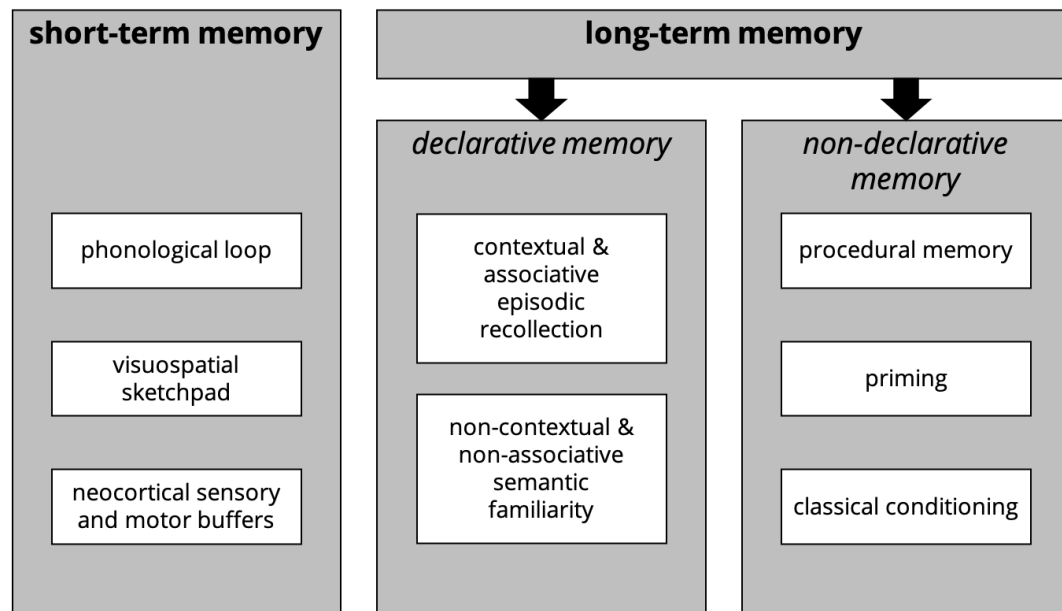 short-term memory
phonological loop
visuospatial
sketchpad
neocortical sensory
and motor buffers
long-term memory
declarative memory
contextual &
associative
episodic
recollection
non-contextual &
non-associative
semantic
familiarity
non-declarative
memory
procedural memory
priming
classical conditioning